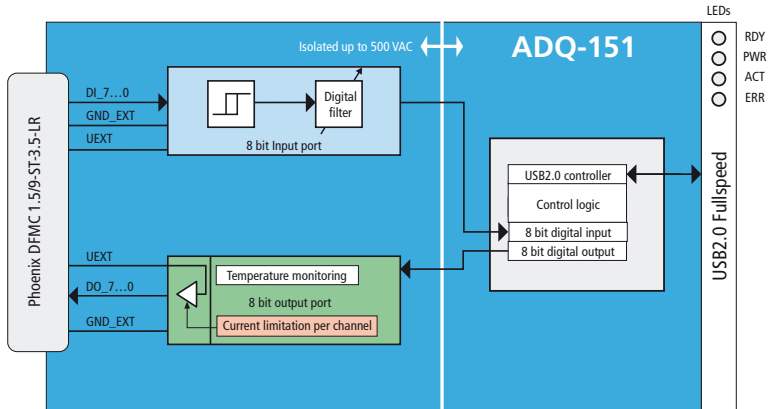 LEDs
RDY
PWR
ACT
ERR
Isolated up to 500 VAC
ADQ-151
Phoenix DFMC 1.5/9-ST-3.5-LR
DI_7...0
GND_EXT
UEXT
Digital
filter
8 bit Input port
USB2.0 controller
Control logic
8 bit digital input
8 bit digital output
USB2.0 Fullspeed
UEXT
DO_7...0
GND_EXT
Temperature monitoring
8 bit output port
Current limitation per channel